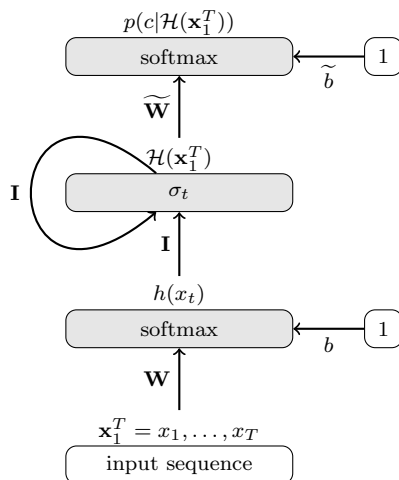 p(c|ℋ(𝐱₁ᵀ))
softmax
1
b̃
W̃
ℋ(𝐱₁ᵀ)
σₜ
𝐈
𝐈
h(xₜ)
softmax
1
b
𝐖
𝐱₁ᵀ = x₁, . . . , x_T
input sequence